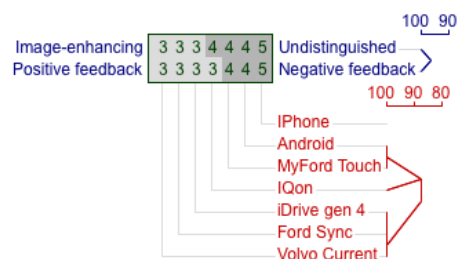 100 90
Image-enhancing 3 3 3 4 4 4 5 Undistinguished
Positive feedback 3 3 3 3 4 4 5 Negative feedback
100 90 80
IPhone
Android
MyFord Touch
IQon
iDrive gen 4
Ford Sync
Volvo Current